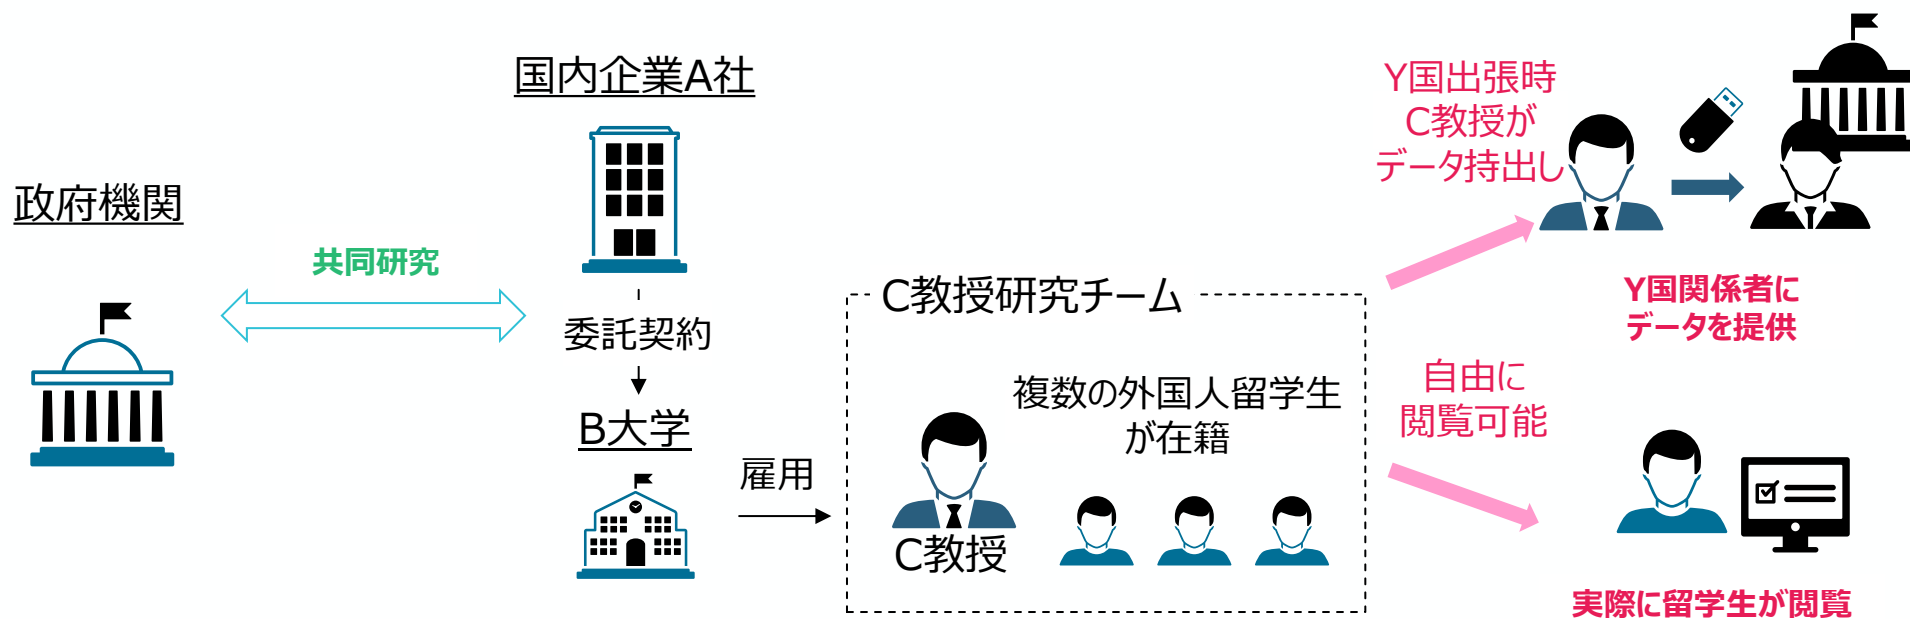 政府機関
共同研究
国内企業A社
委託契約
B大学
雇用
C教授研究チーム
複数の外国人留学生
が在籍
C教授
Y国出張時
C教授が
データ持出し
Y国関係者に
データを提供
自由に
閲覧可能
実際に留学生が閲覧